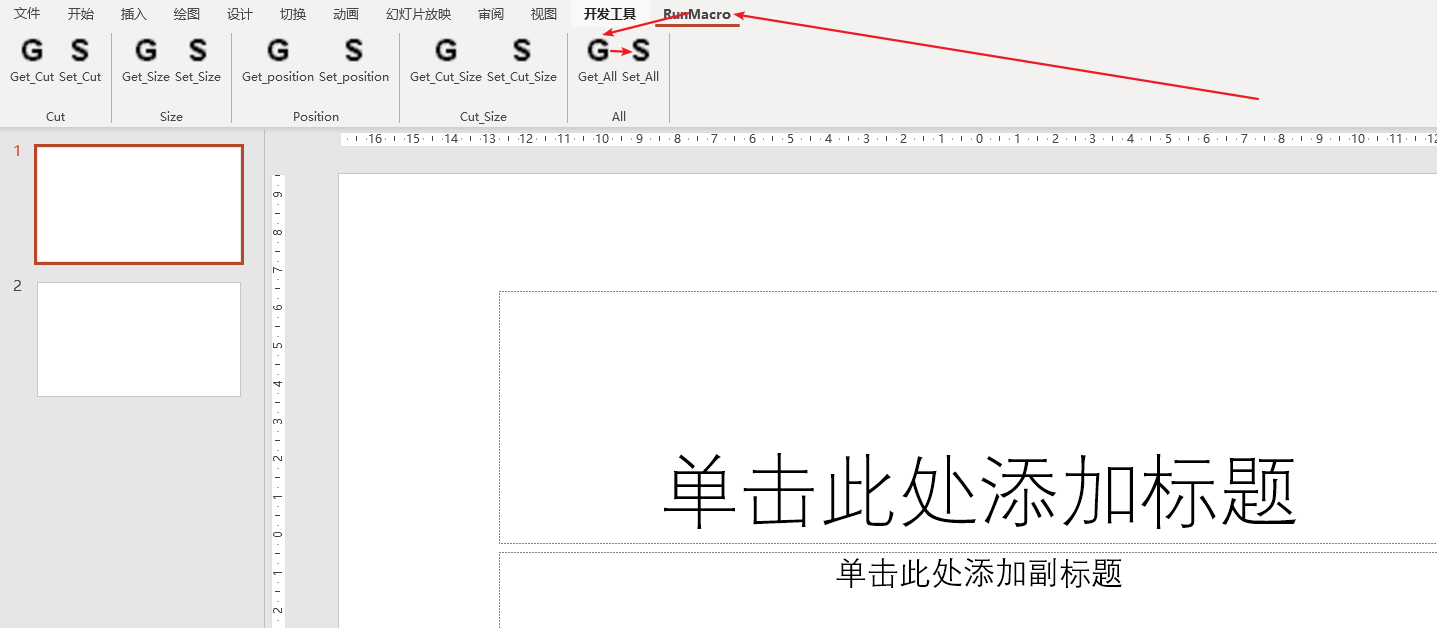 文件 开始 插入 绘图 设计 切换 动画 幻灯片放映 审阅 视图 开发工具 RunMacro
G S G S G S G S G S
Get_Cut Set_Cut Get_Size Set_Size Get_position Set_position Get_Cut_Size Set_Cut_Size Get_All Set_All
Cut Size Position Cut_Size All
16 15 14 13 12 11 10 9 8 7 6 5 4 3 2 1 0 1 2 3 4 5 6 7 8 9 10 11 12
1
2
9
8
7
6
5
4
3
2
1
0
1
2
单击此处添加标题
单击此处添加副标题